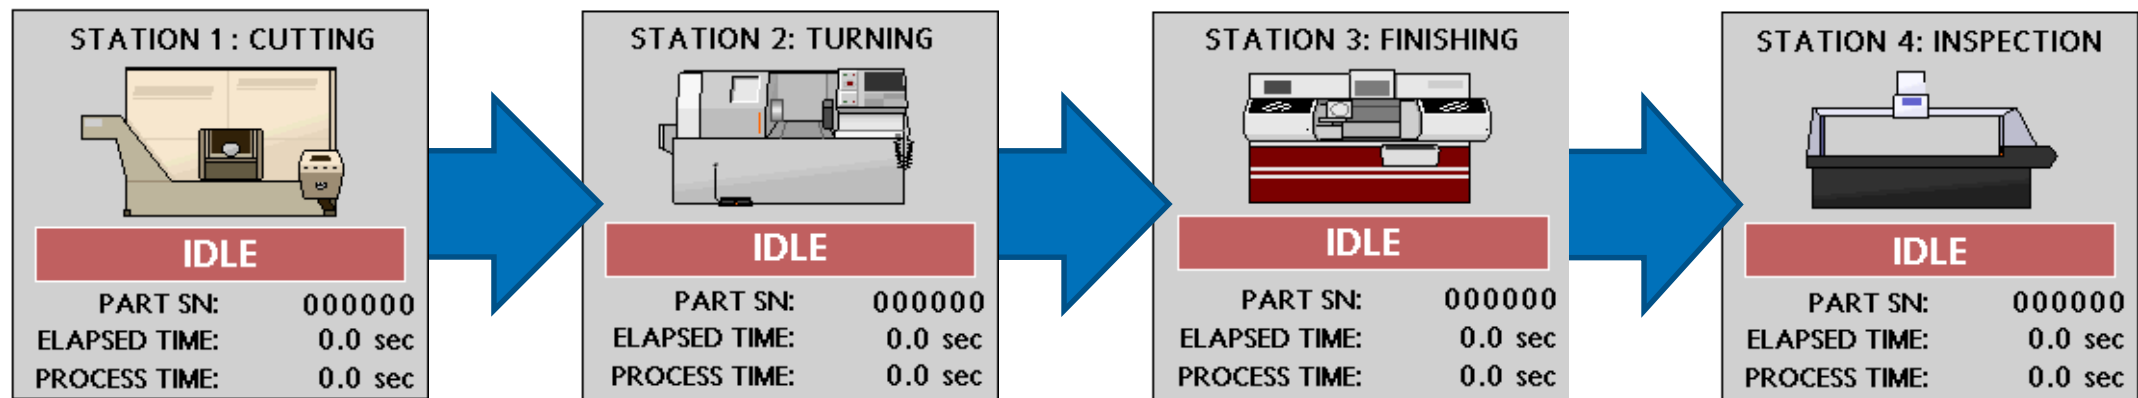 STATION 1: CUTTING
IDLE
PART SN: 000000
ELAPSED TIME: 0.0 sec
PROCESS TIME: 0.0 sec
STATION 2: TURNING
IDLE
PART SN: 000000
ELAPSED TIME: 0.0 sec
PROCESS TIME: 0.0 sec
STATION 3: FINISHING
IDLE
PART SN: 000000
ELAPSED TIME: 0.0 sec
PROCESS TIME: 0.0 sec
STATION 4: INSPECTION
IDLE
PART SN: 000000
ELAPSED TIME: 0.0 sec
PROCESS TIME: 0.0 sec